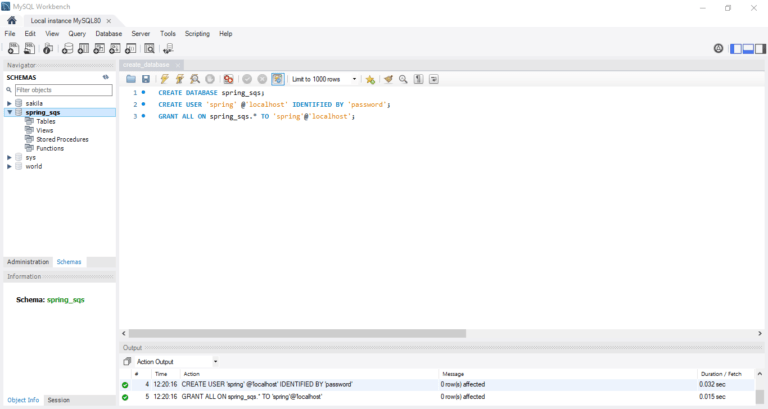 MySQL Workbench
Local instance MySQL80
File Edit View Query Database Server Tools Scripting Help
Navigator
SCHEMAS
Filter objects
sakila
spring_sqs
Tables
Views
Stored Procedures
Functions
sys
world
Administration Schemas
Information
Schema: spring_sqs
Object Info Session
create_database
Limit to 1000 rows
1 CREATE DATABASE spring_sqs;
2 CREATE USER 'spring' @'localhost' IDENTIFIED BY 'password';
3 GRANT ALL ON spring_sqs.* TO 'spring'@'localhost';
Output
Action Output
# Time Action Message Duration / Fetch
4 12:20:16 CREATE USER 'spring' @'localhost' IDENTIFIED BY 'password' 0 row(s) affected 0.032 sec
5 12:20:16 GRANT ALL ON spring_sqs.* TO 'spring'@'localhost' 0 row(s) affected 0.015 sec